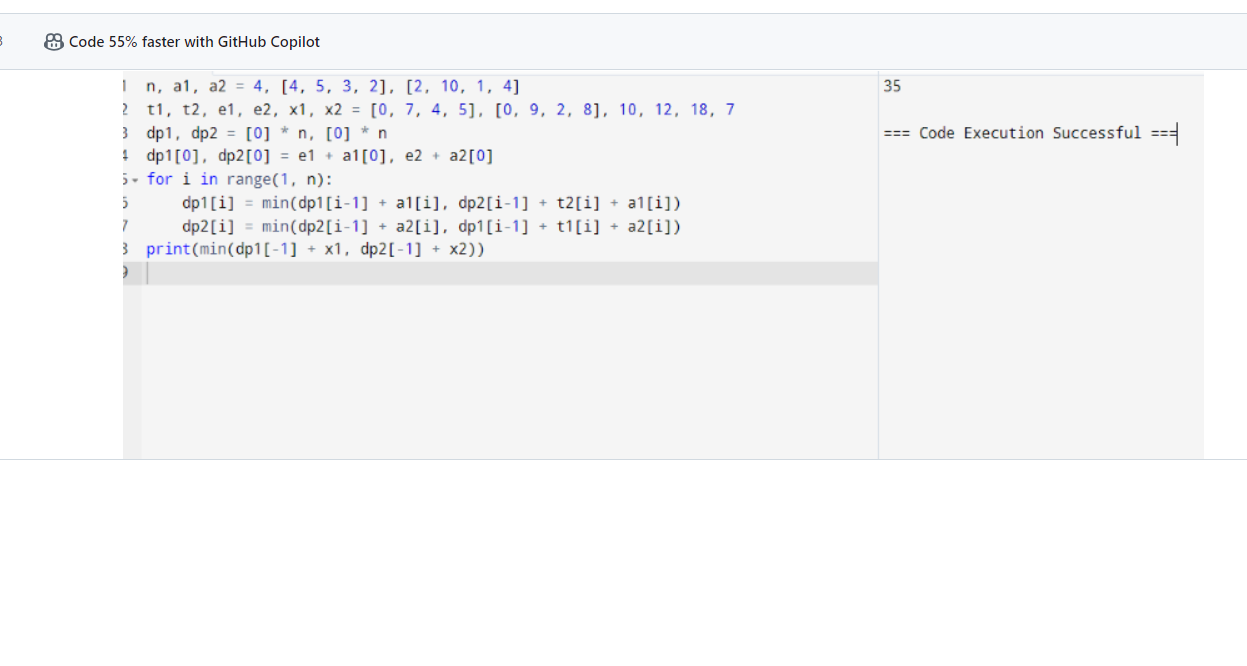 Code 55% faster with GitHub Copilot
1 n, a1, a2 = 4, [4, 5, 3, 2], [2, 10, 1, 4]
2 t1, t2, e1, e2, x1, x2 = [0, 7, 4, 5], [0, 9, 2, 8], 10, 12, 18, 7
3 dp1, dp2 = [0] * n, [0] * n
4 dp1[0], dp2[0] = e1 + a1[0], e2 + a2[0]
5 for i in range(1, n):
6     dp1[i] = min(dp1[i-1] + a1[i], dp2[i-1] + t2[i] + a1[i])
7     dp2[i] = min(dp2[i-1] + a2[i], dp1[i-1] + t1[i] + a2[i])
8 print(min(dp1[-1] + x1, dp2[-1] + x2))
9
35
=== Code Execution Successful ===